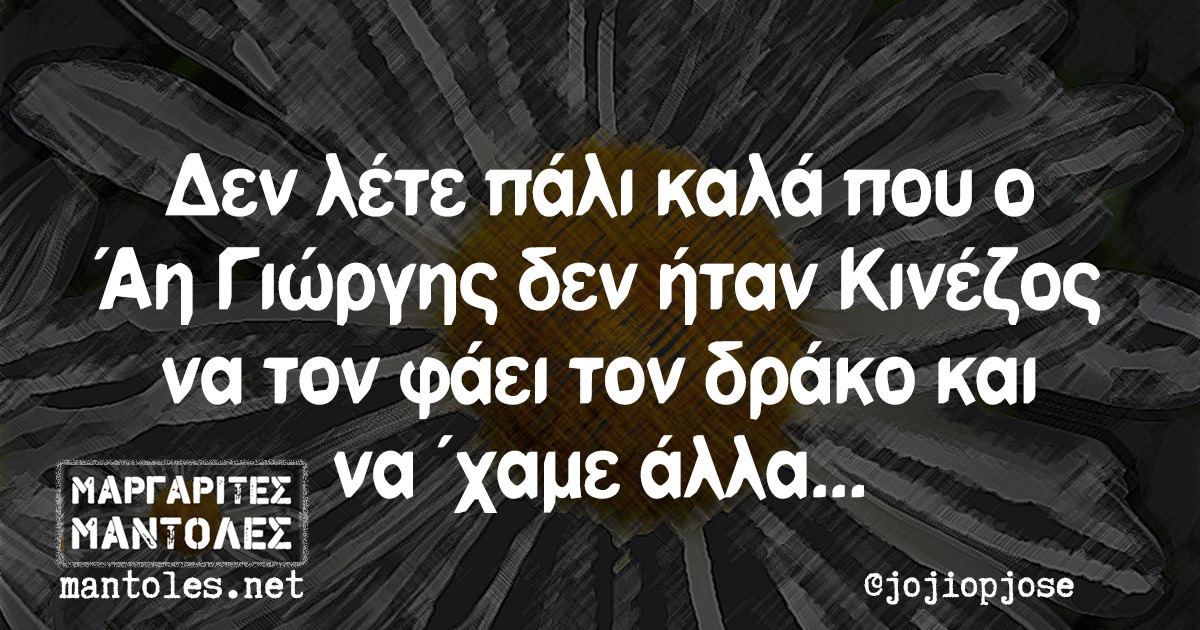 Δεν λέτε πάλι καλά που ο
Άη Γιώργης δεν ήταν Κινέζος
να τον φάει τον δράκο και
να ΄χαμε άλλα...
ΜΑΡΓΑΡΙΤΕΣ
ΜΑΝΤΟΛΕΣ
mantoles.net
@jojiopjose